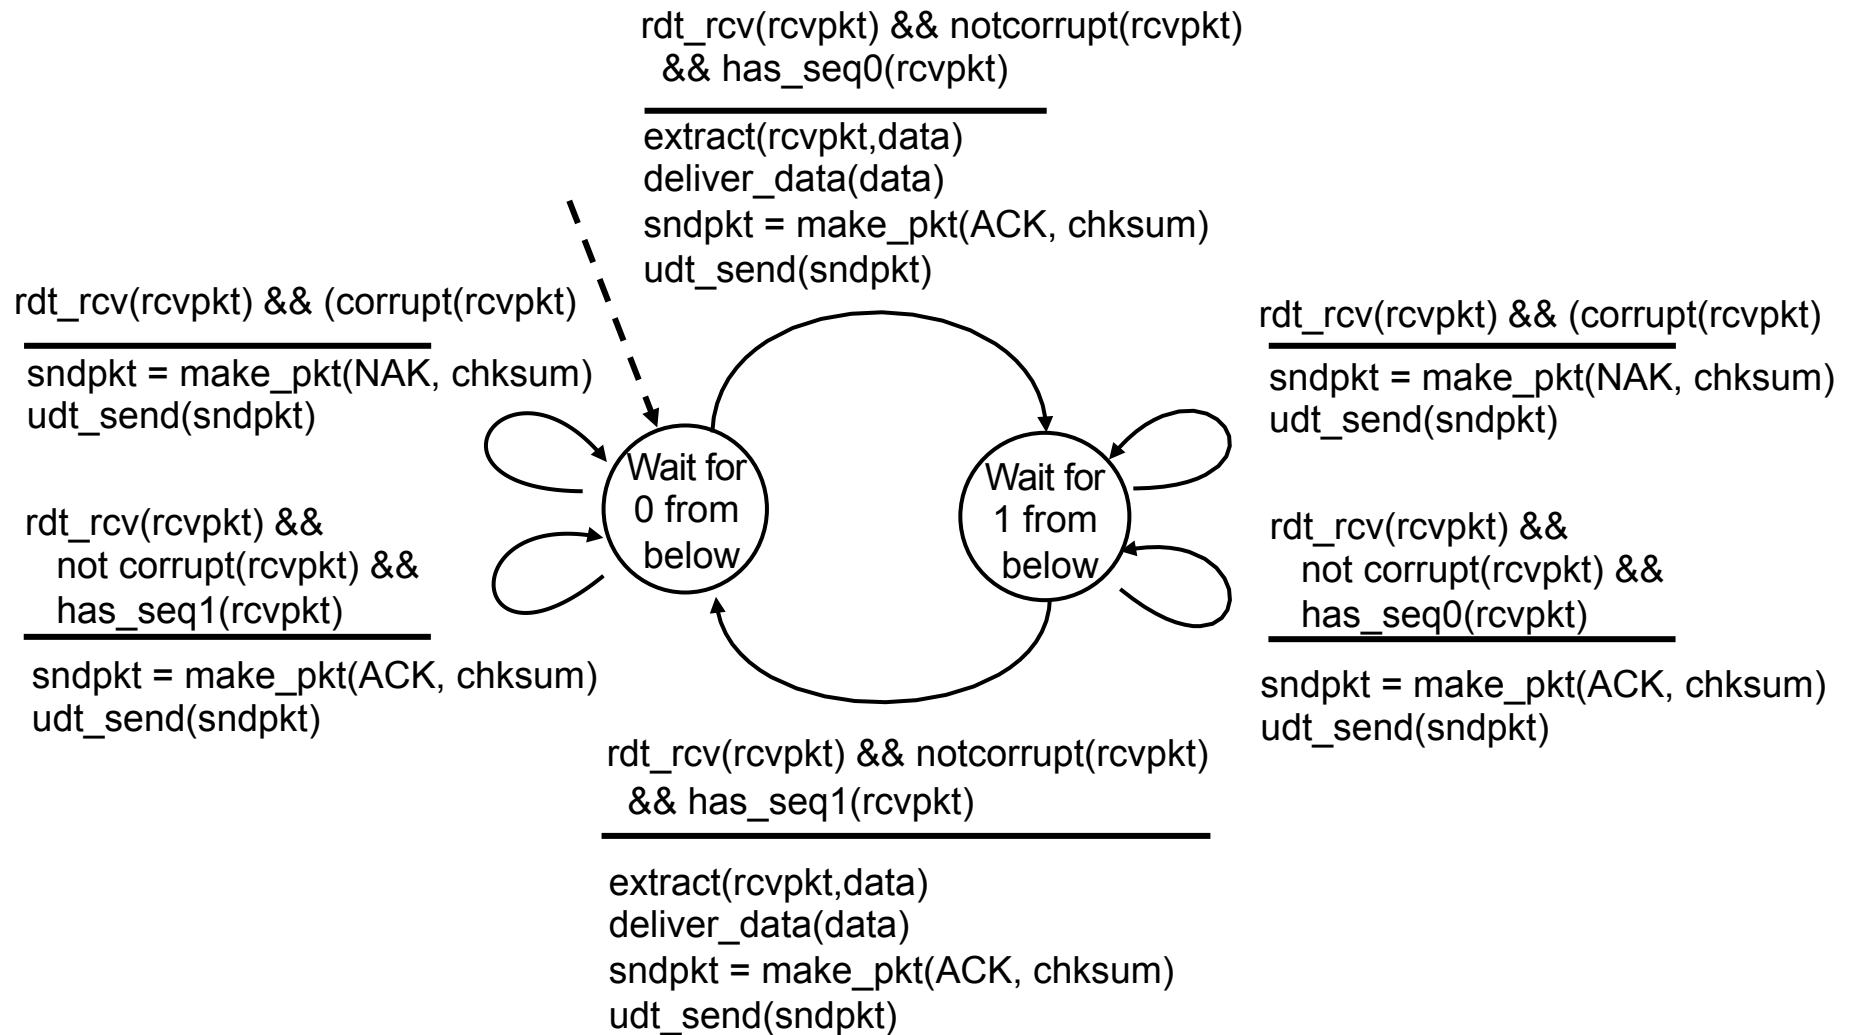 rdt_rcv(rcvpkt) && notcorrupt(rcvpkt)
&& has_seq0(rcvpkt)
extract(rcvpkt,data)
deliver_data(data)
sndpkt = make_pkt(ACK, chksum)
udt_send(sndpkt)
rdt_rcv(rcvpkt) && (corrupt(rcvpkt)
sndpkt = make_pkt(NAK, chksum)
udt_send(sndpkt)
rdt_rcv(rcvpkt) &&
not corrupt(rcvpkt) &&
has_seq1(rcvpkt)
sndpkt = make_pkt(ACK, chksum)
udt_send(sndpkt)
Wait for
0 from
below
Wait for
1 from
below
rdt_rcv(rcvpkt) && (corrupt(rcvpkt)
sndpkt = make_pkt(NAK, chksum)
udt_send(sndpkt)
rdt_rcv(rcvpkt) &&
not corrupt(rcvpkt) &&
has_seq0(rcvpkt)
sndpkt = make_pkt(ACK, chksum)
udt_send(sndpkt)
rdt_rcv(rcvpkt) && notcorrupt(rcvpkt)
&& has_seq1(rcvpkt)
extract(rcvpkt,data)
deliver_data(data)
sndpkt = make_pkt(ACK, chksum)
udt_send(sndpkt)